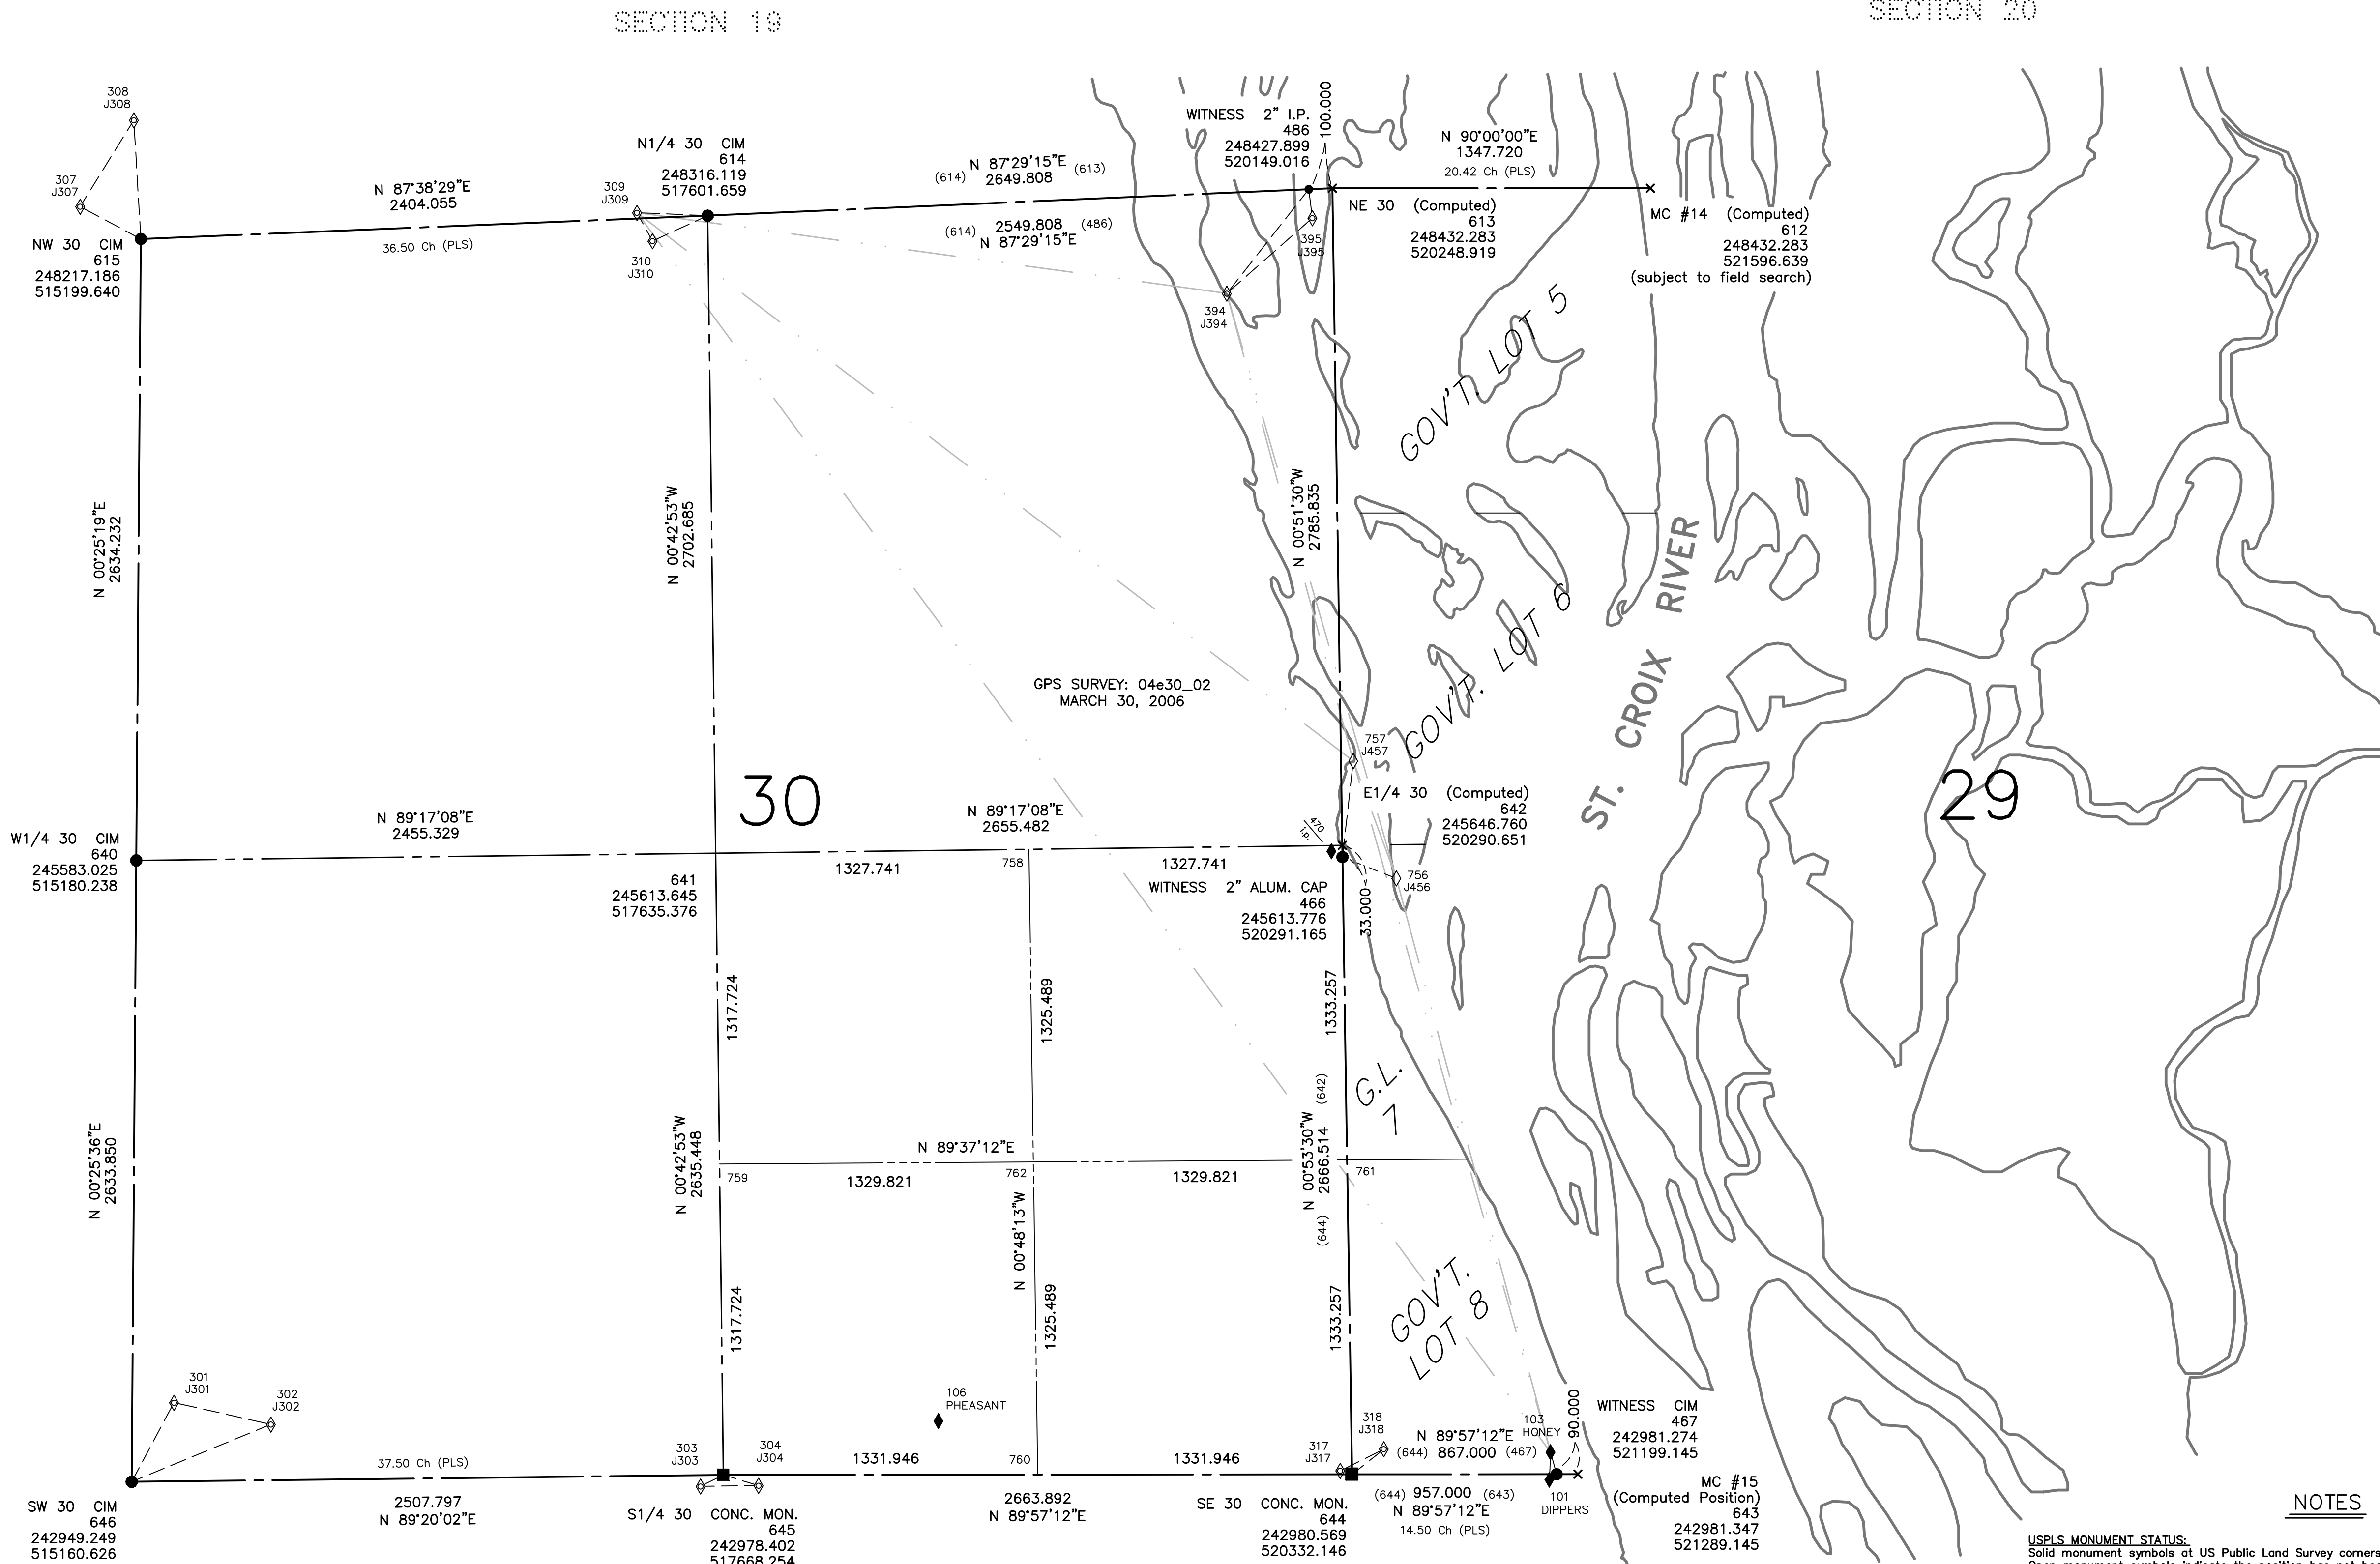 SECTION 19
SECTION 20
308
J308
307
J307
NW 30 CIM
615
248217.186
515199.640
N 87°38'29"E
2404.055
36.50 Ch (PLS)
N1/4 30 CIM
614
248316.119
517601.659
309
J309
310
J310
(614) N 87°29'15"E (613)
2649.808
(614) 2549.808 (486)
N 87°29'15"E
WITNESS 2" I.P.
486
248427.899
520149.016
100.000
N 90°00'00"E
1347.720
20.42 Ch (PLS)
NE 30 (Computed)
613
248432.283
520248.919
MC #14 (Computed)
612
248432.283
521596.639
(subject to field search)
395
J395
394
J394
GOV'T. LOT 5
N 00°25'19"E
2634.232
N 00°42'53"W
2702.685
N 00°51'30"W
2785.835
GOV'T. LOT 6
ST. CROIX RIVER
GPS SURVEY: 04e30_02
MARCH 30, 2006
757
J457
30
29
E1/4 30 (Computed)
642
245646.760
520290.651
W1/4 30 CIM
640
245583.025
515180.238
N 89°17'08"E
2455.329
N 89°17'08"E
2655.482
470
i.p.
1327.741
758
1327.741
641
245613.645
517635.376
WITNESS 2" ALUM. CAP
466
245613.776
520291.165
756
J456
33.000
1317.724
1325.489
1333.257
G.L.
7
N 00°25'36"E
2633.850
N 00°42'53"W
2635.448
N 89°37'12"E
759
1329.821
762
1329.821
761
(644) N 00°53'30"W (642)
2666.514
N 00°48'13"W
1317.724
1325.489
1333.257
GOV'T.
LOT 8
301
J301
302
J302
106
PHEASANT
303
J303
304
J304
37.50 Ch (PLS)
1331.946
760
1331.946
317
J317
318
J318
N 89°57'12"E
(644) 867.000 (467)
103
HONEY
90.000
WITNESS CIM
467
242981.274
521199.145
SW 30 CIM
646
242949.249
515160.626
2507.797
N 89°20'02"E
S1/4 30 CONC. MON.
645
242978.402
517668.254
2663.892
N 89°57'12"E
SE 30 CONC. MON.
644
242980.569
520332.146
(644) 957.000 (643)
N 89°57'12"E
14.50 Ch (PLS)
101
DIPPERS
MC #15
(Computed Position)
643
242981.347
521289.145
NOTES
USPLS MONUMENT STATUS:
Solid monument symbols at US Public Land Survey corners